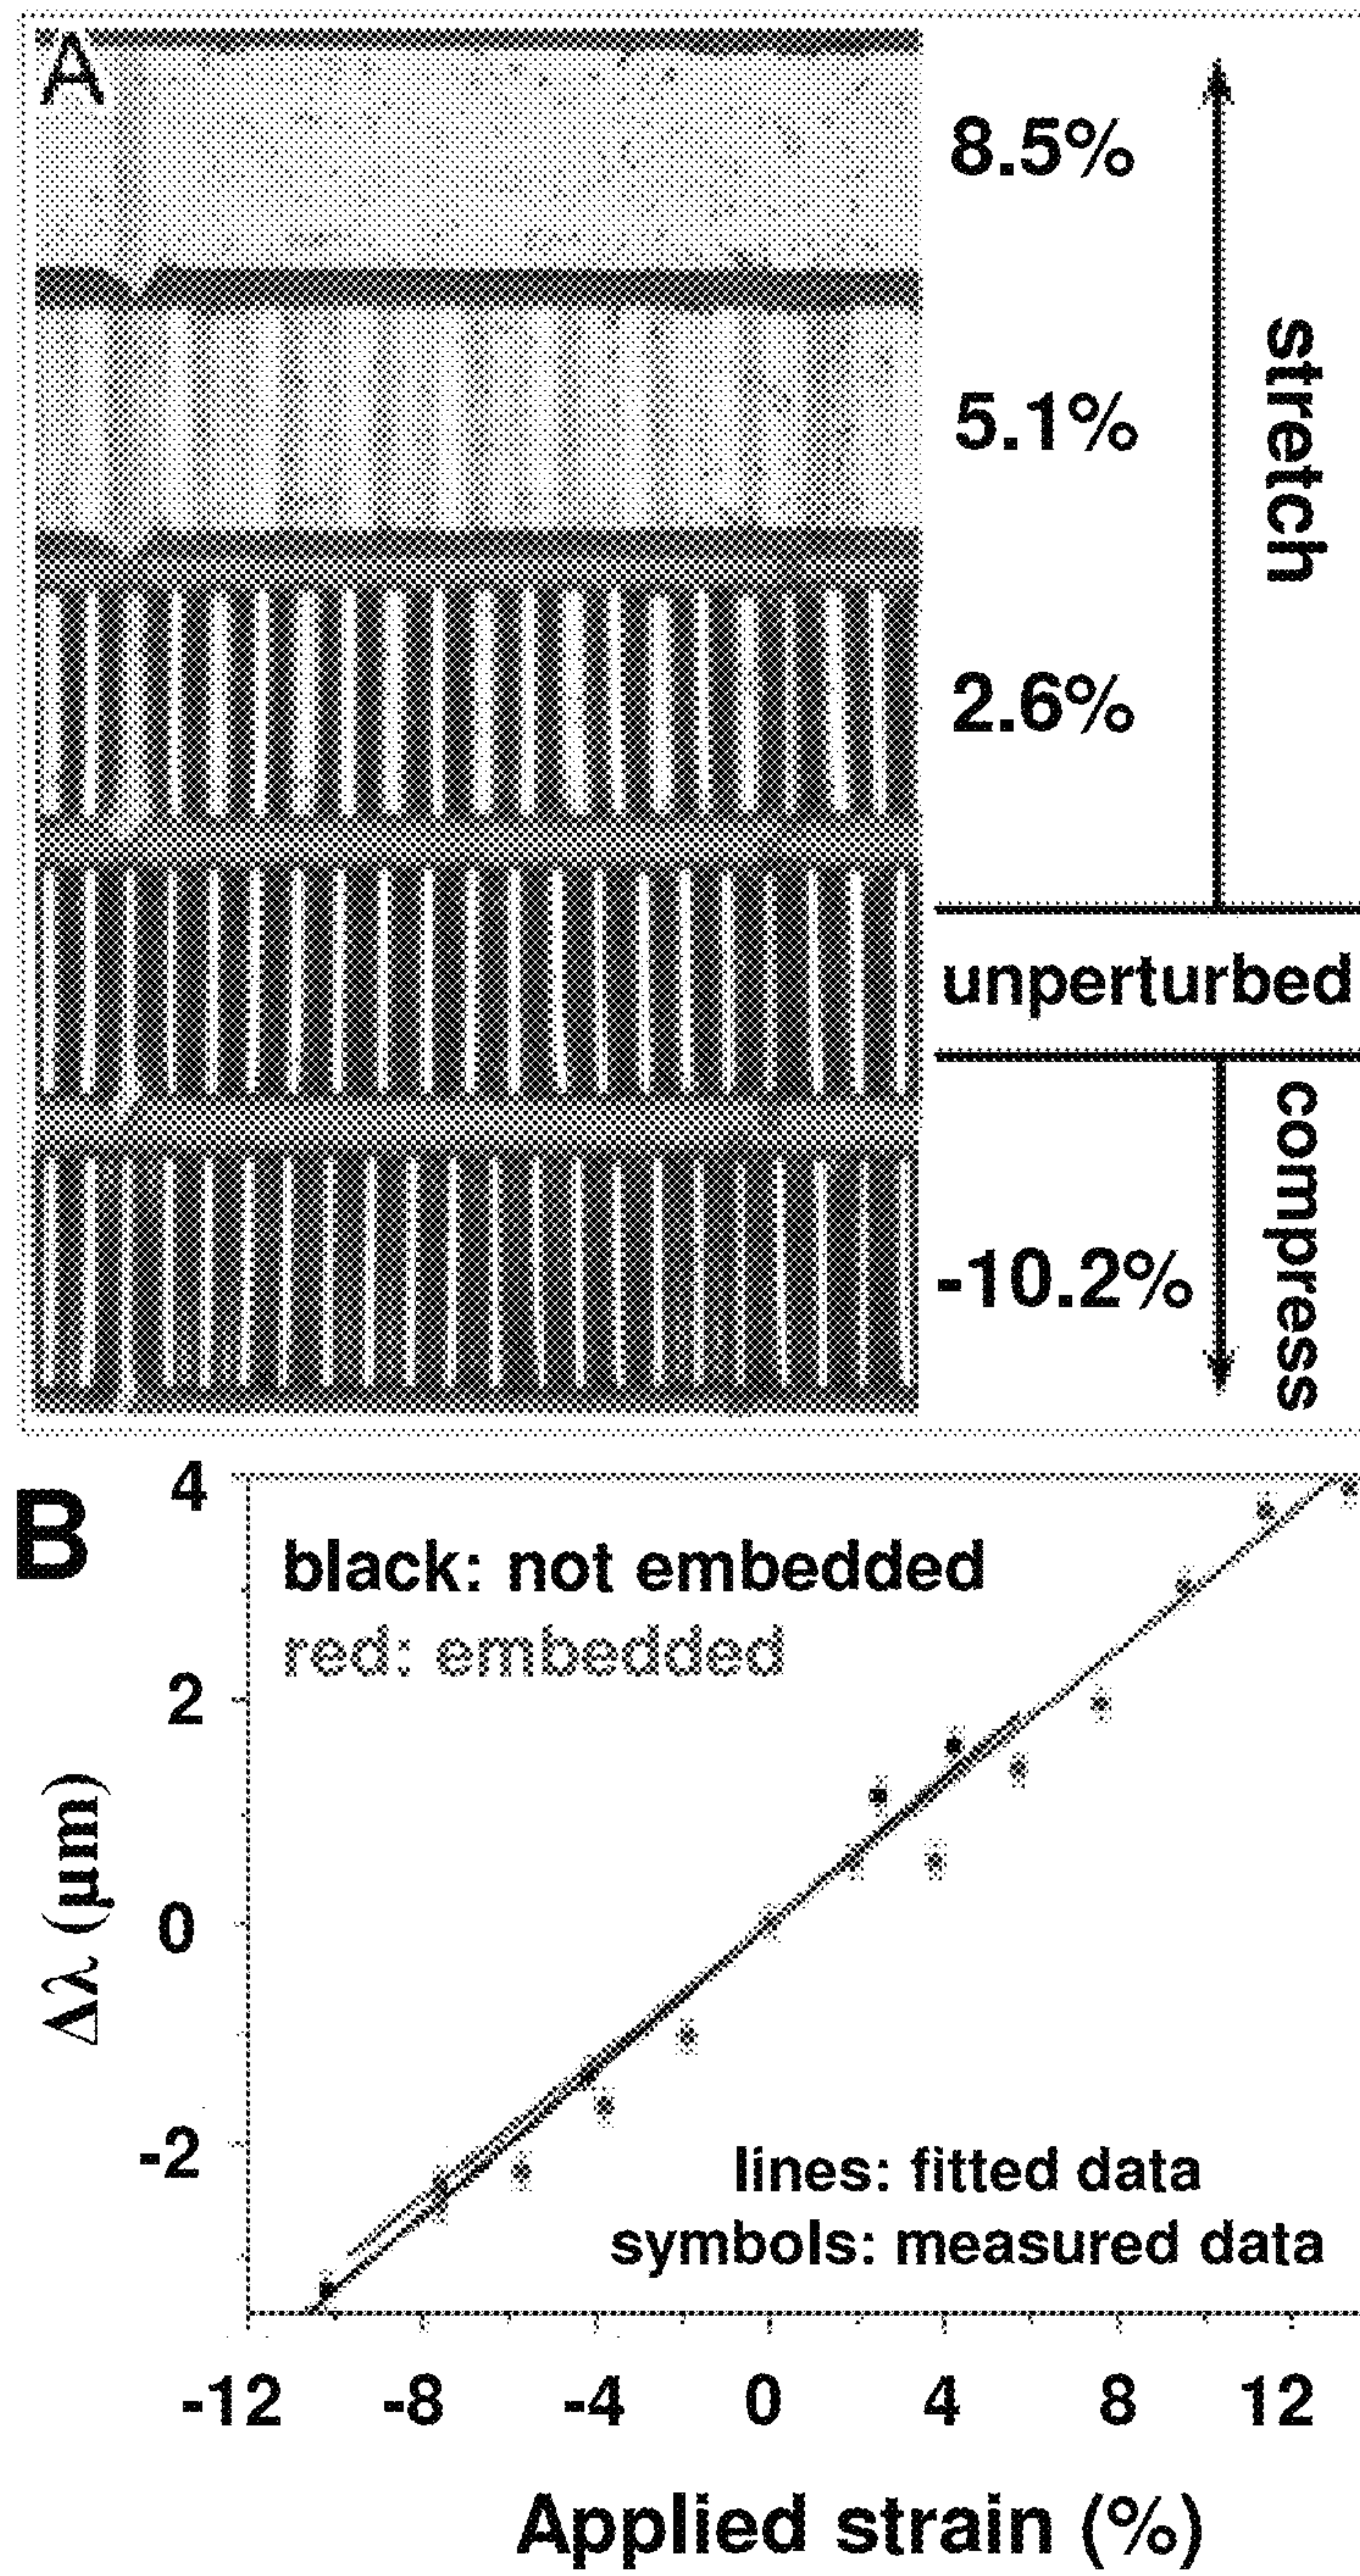 A
8.5%
stretch
5.1%
2.6%
unperturbed
compress
-10.2%
B
4
black: not embedded
red: embedded
2
Δλ (μm)
0
-2
lines: fitted data
symbols: measured data
-12 -8 -4 0 4 8 12
Applied strain (%)